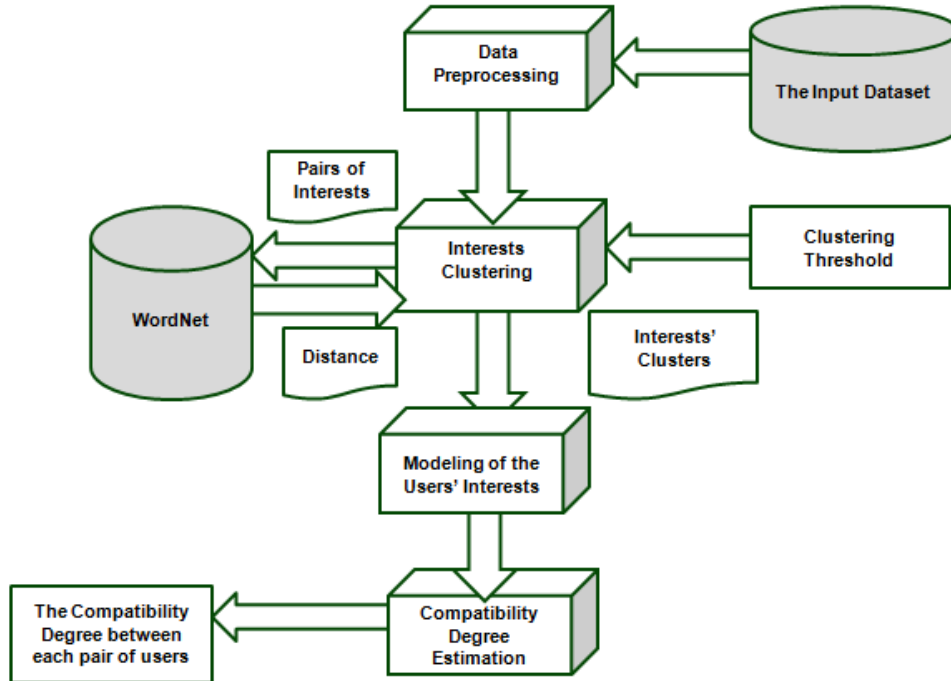 Data
Preprocessing
The Input Dataset
Pairs of
Interests
Interests
Clustering
Clustering
Threshold
WordNet
Distance
Interests'
Clusters
Modeling of the
Users' Interests
The Compatibility
Degree between
each pair of users
Compatibility
Degree
Estimation